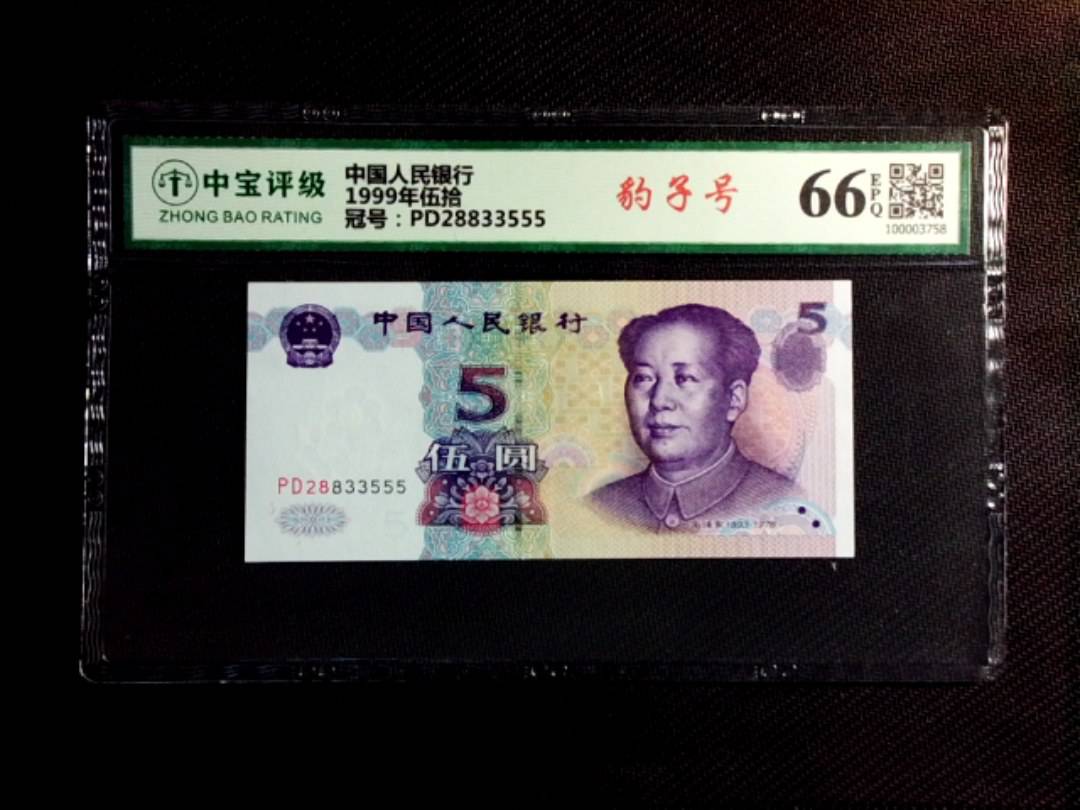 中宝评级
ZHONG BAO RATING
中国人民银行
1999年伍拾
冠号：PD28833555
豹子号
66
EPQ
100003758
中国人民银行
5
5
伍圆
PD28833555